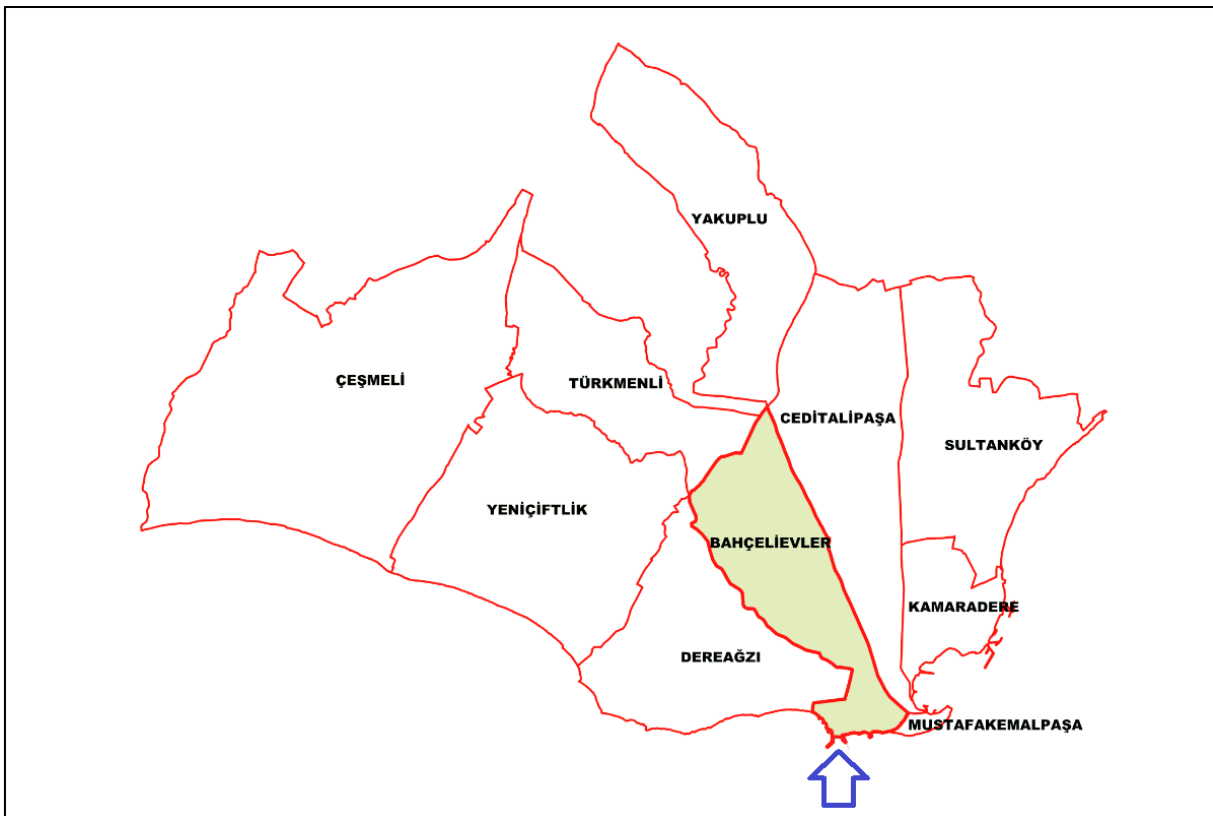 YAKUPLU
ÇEŞMELİ
TÜRKMENLİ
CEDİTALİPAŞA
SULTANKÖY
YENİÇİFTLİK
BAHÇELİEVLER
KAMARADERE
DEREAĞZI
MUSTAFAKEMALPAŞA